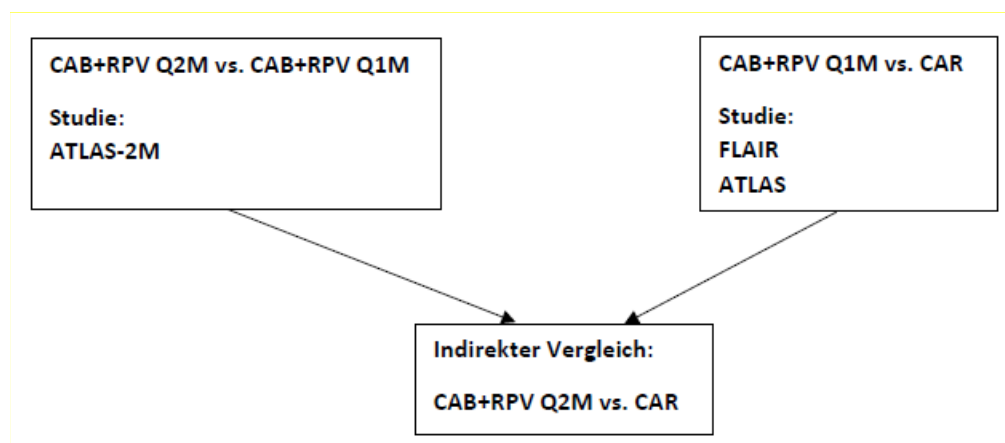 CAB+RPV Q2M vs. CAB+RPV Q1M
Studie:
ATLAS-2M
CAB+RPV Q1M vs. CAR
Studie:
FLAIR
ATLAS
Indirekter Vergleich:
CAB+RPV Q2M vs. CAR